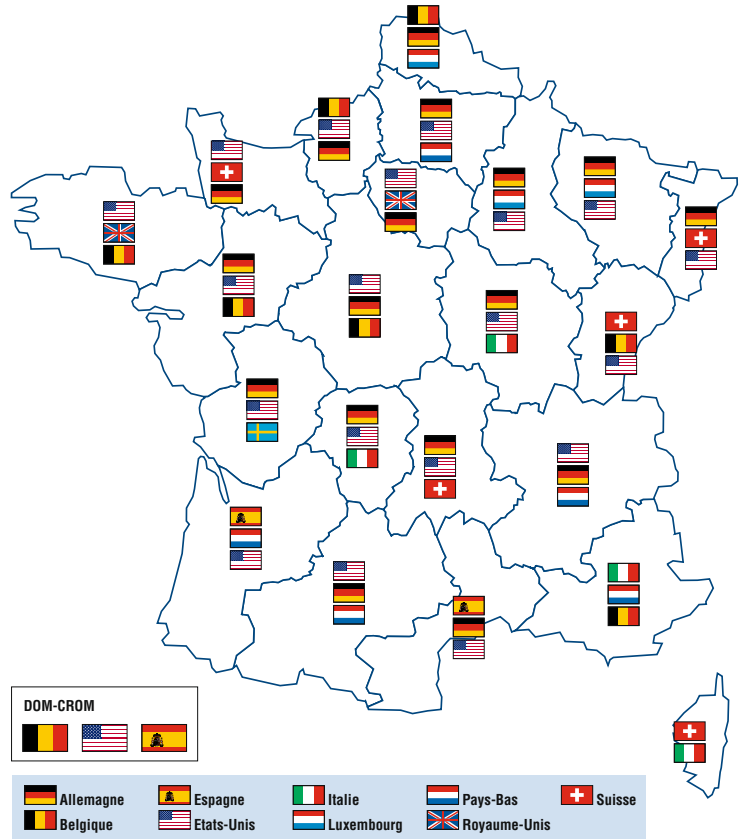 DOM-CROM
Allemagne Espagne Italie Pays-Bas Suisse
Belgique Etats-Unis Luxembourg Royaume-Unis